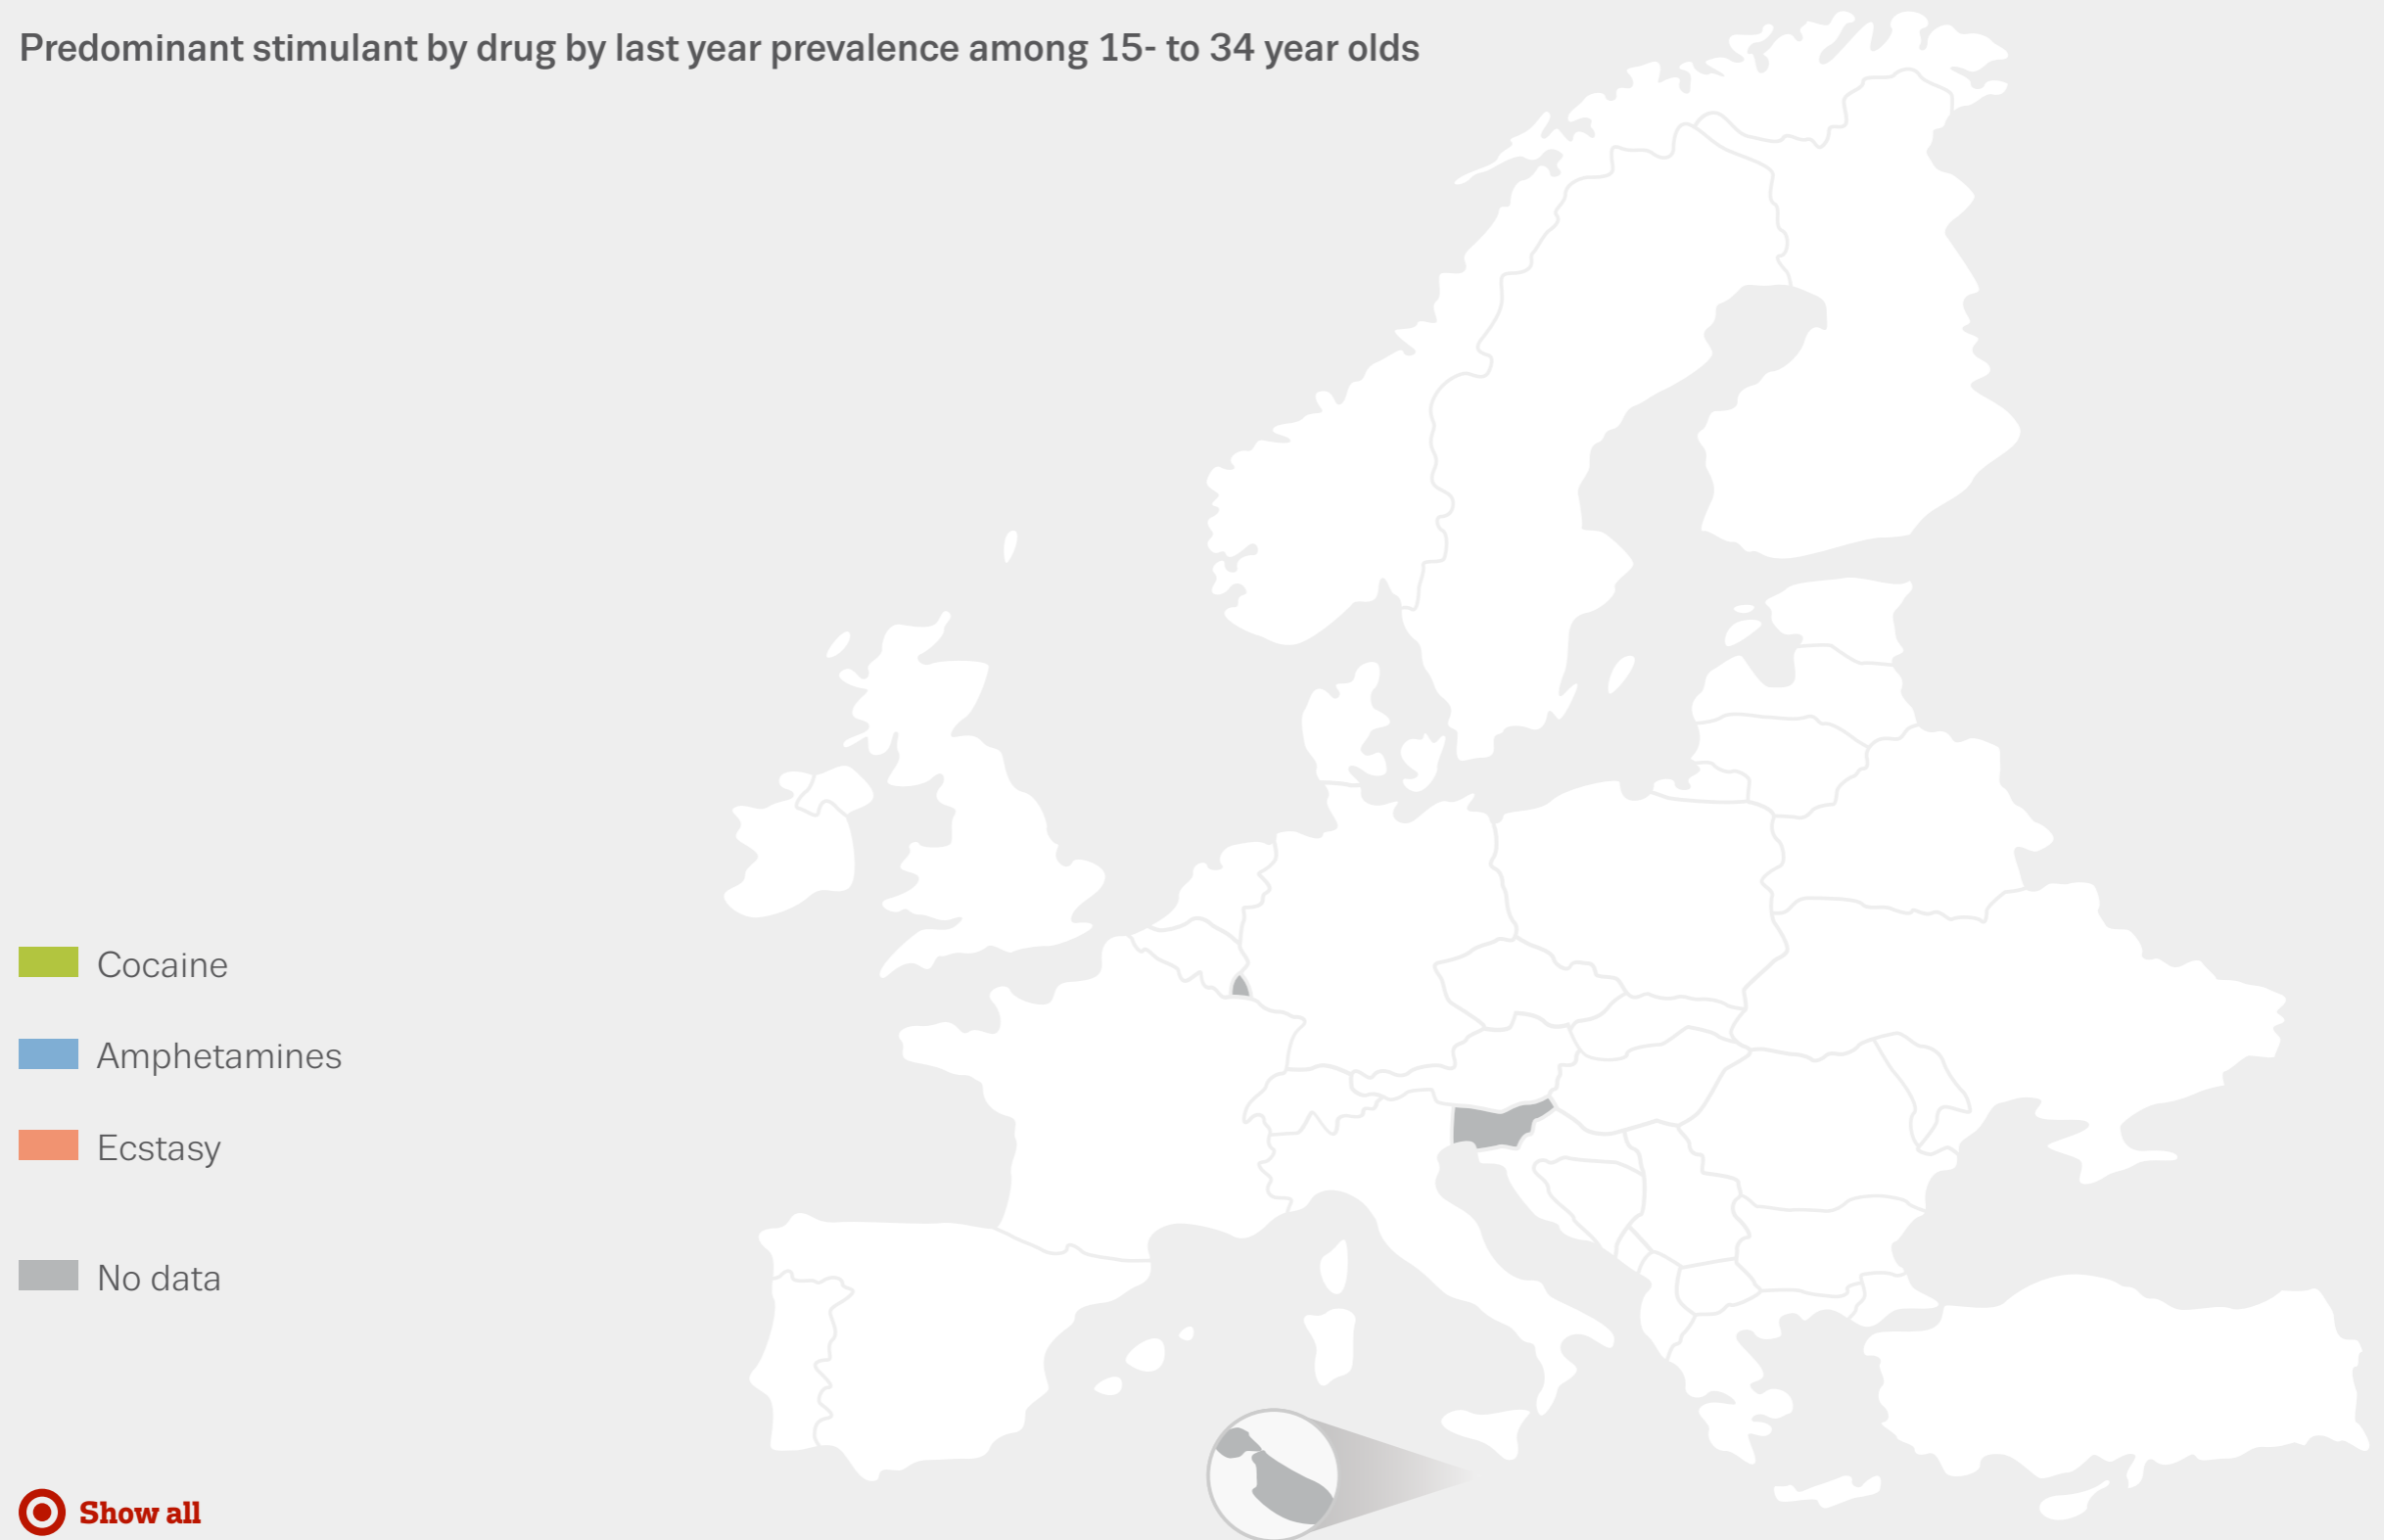 Predominant stimulant by drug by last year prevalence among 15- to 34 year olds
Cocaine
Amphetamines
Ecstasy
No data
Show all